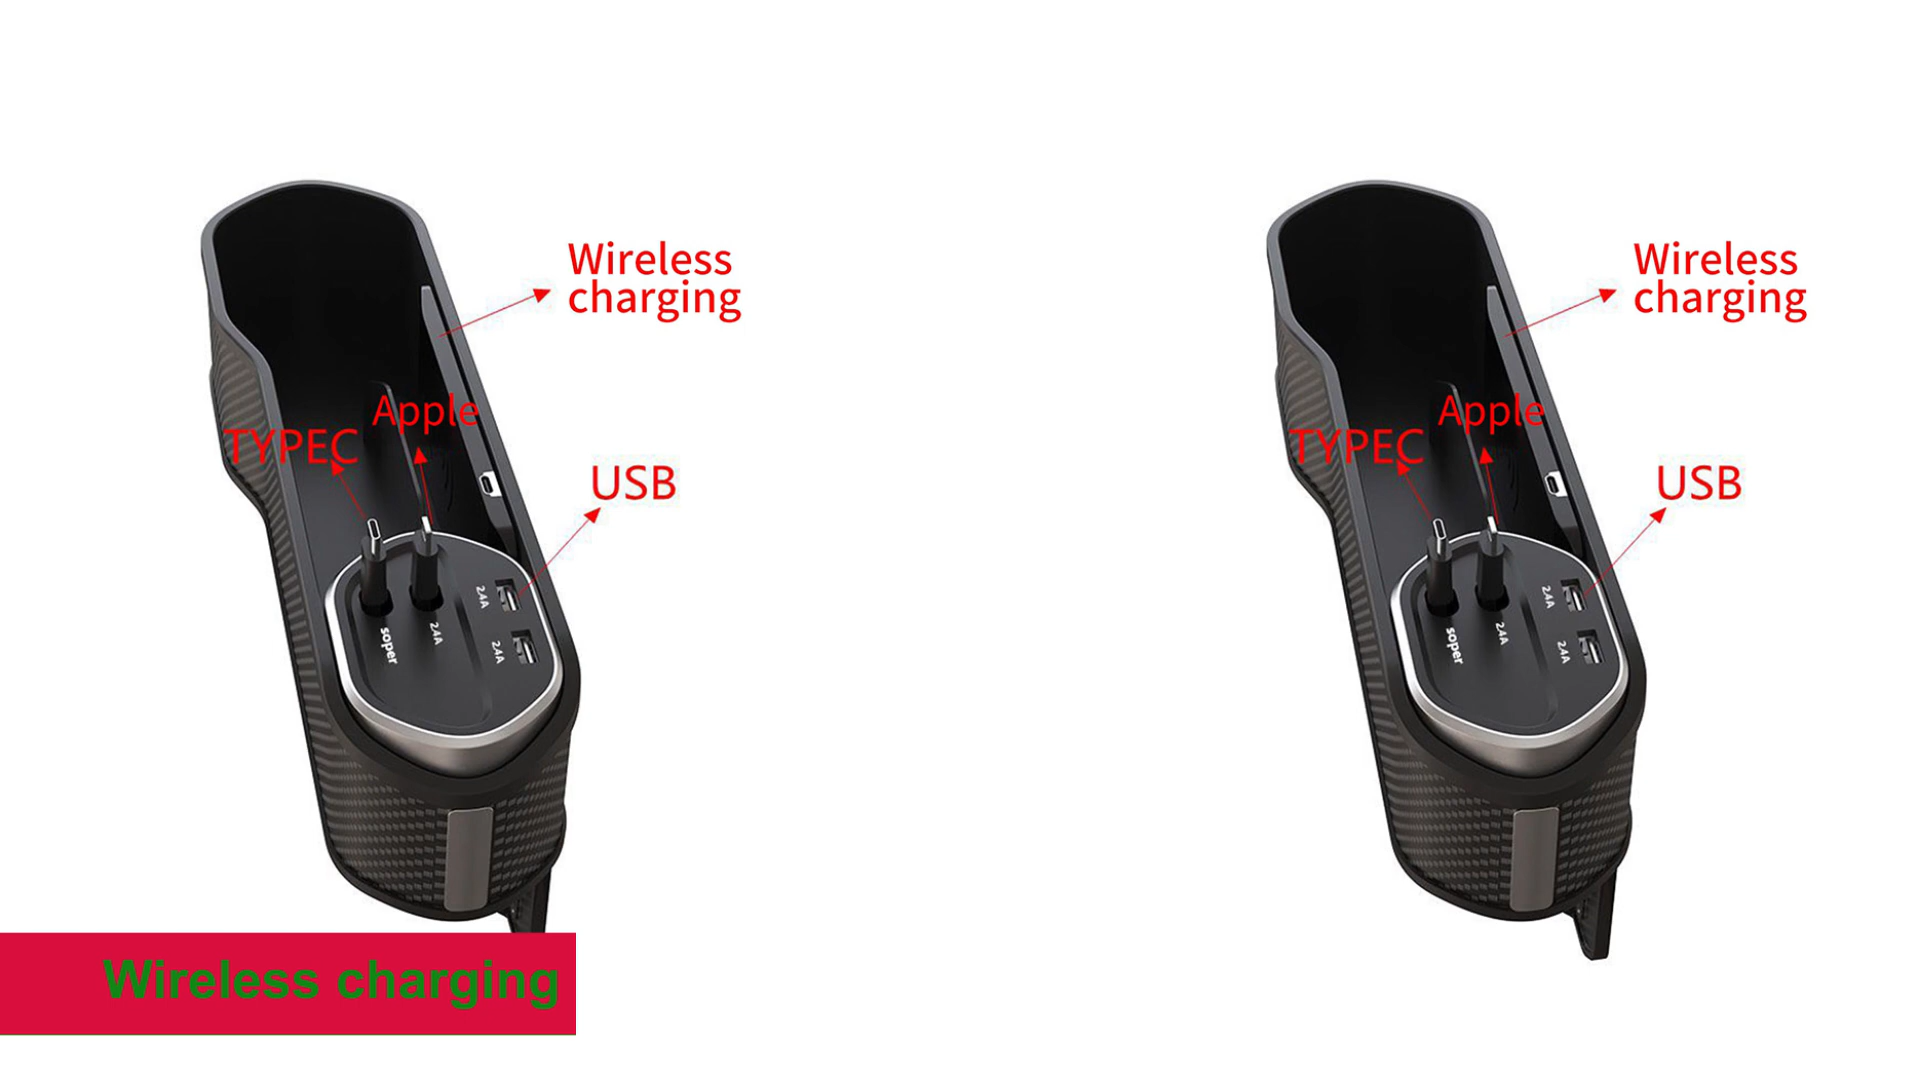 Wireless
charging
Apple
TYPEC
USB
2.4A
2.4A
soper
2.4A
Wireless
charging
Apple
TYPEC
USB
2.4A
2.4A
soper
2.4A
Wireless charging